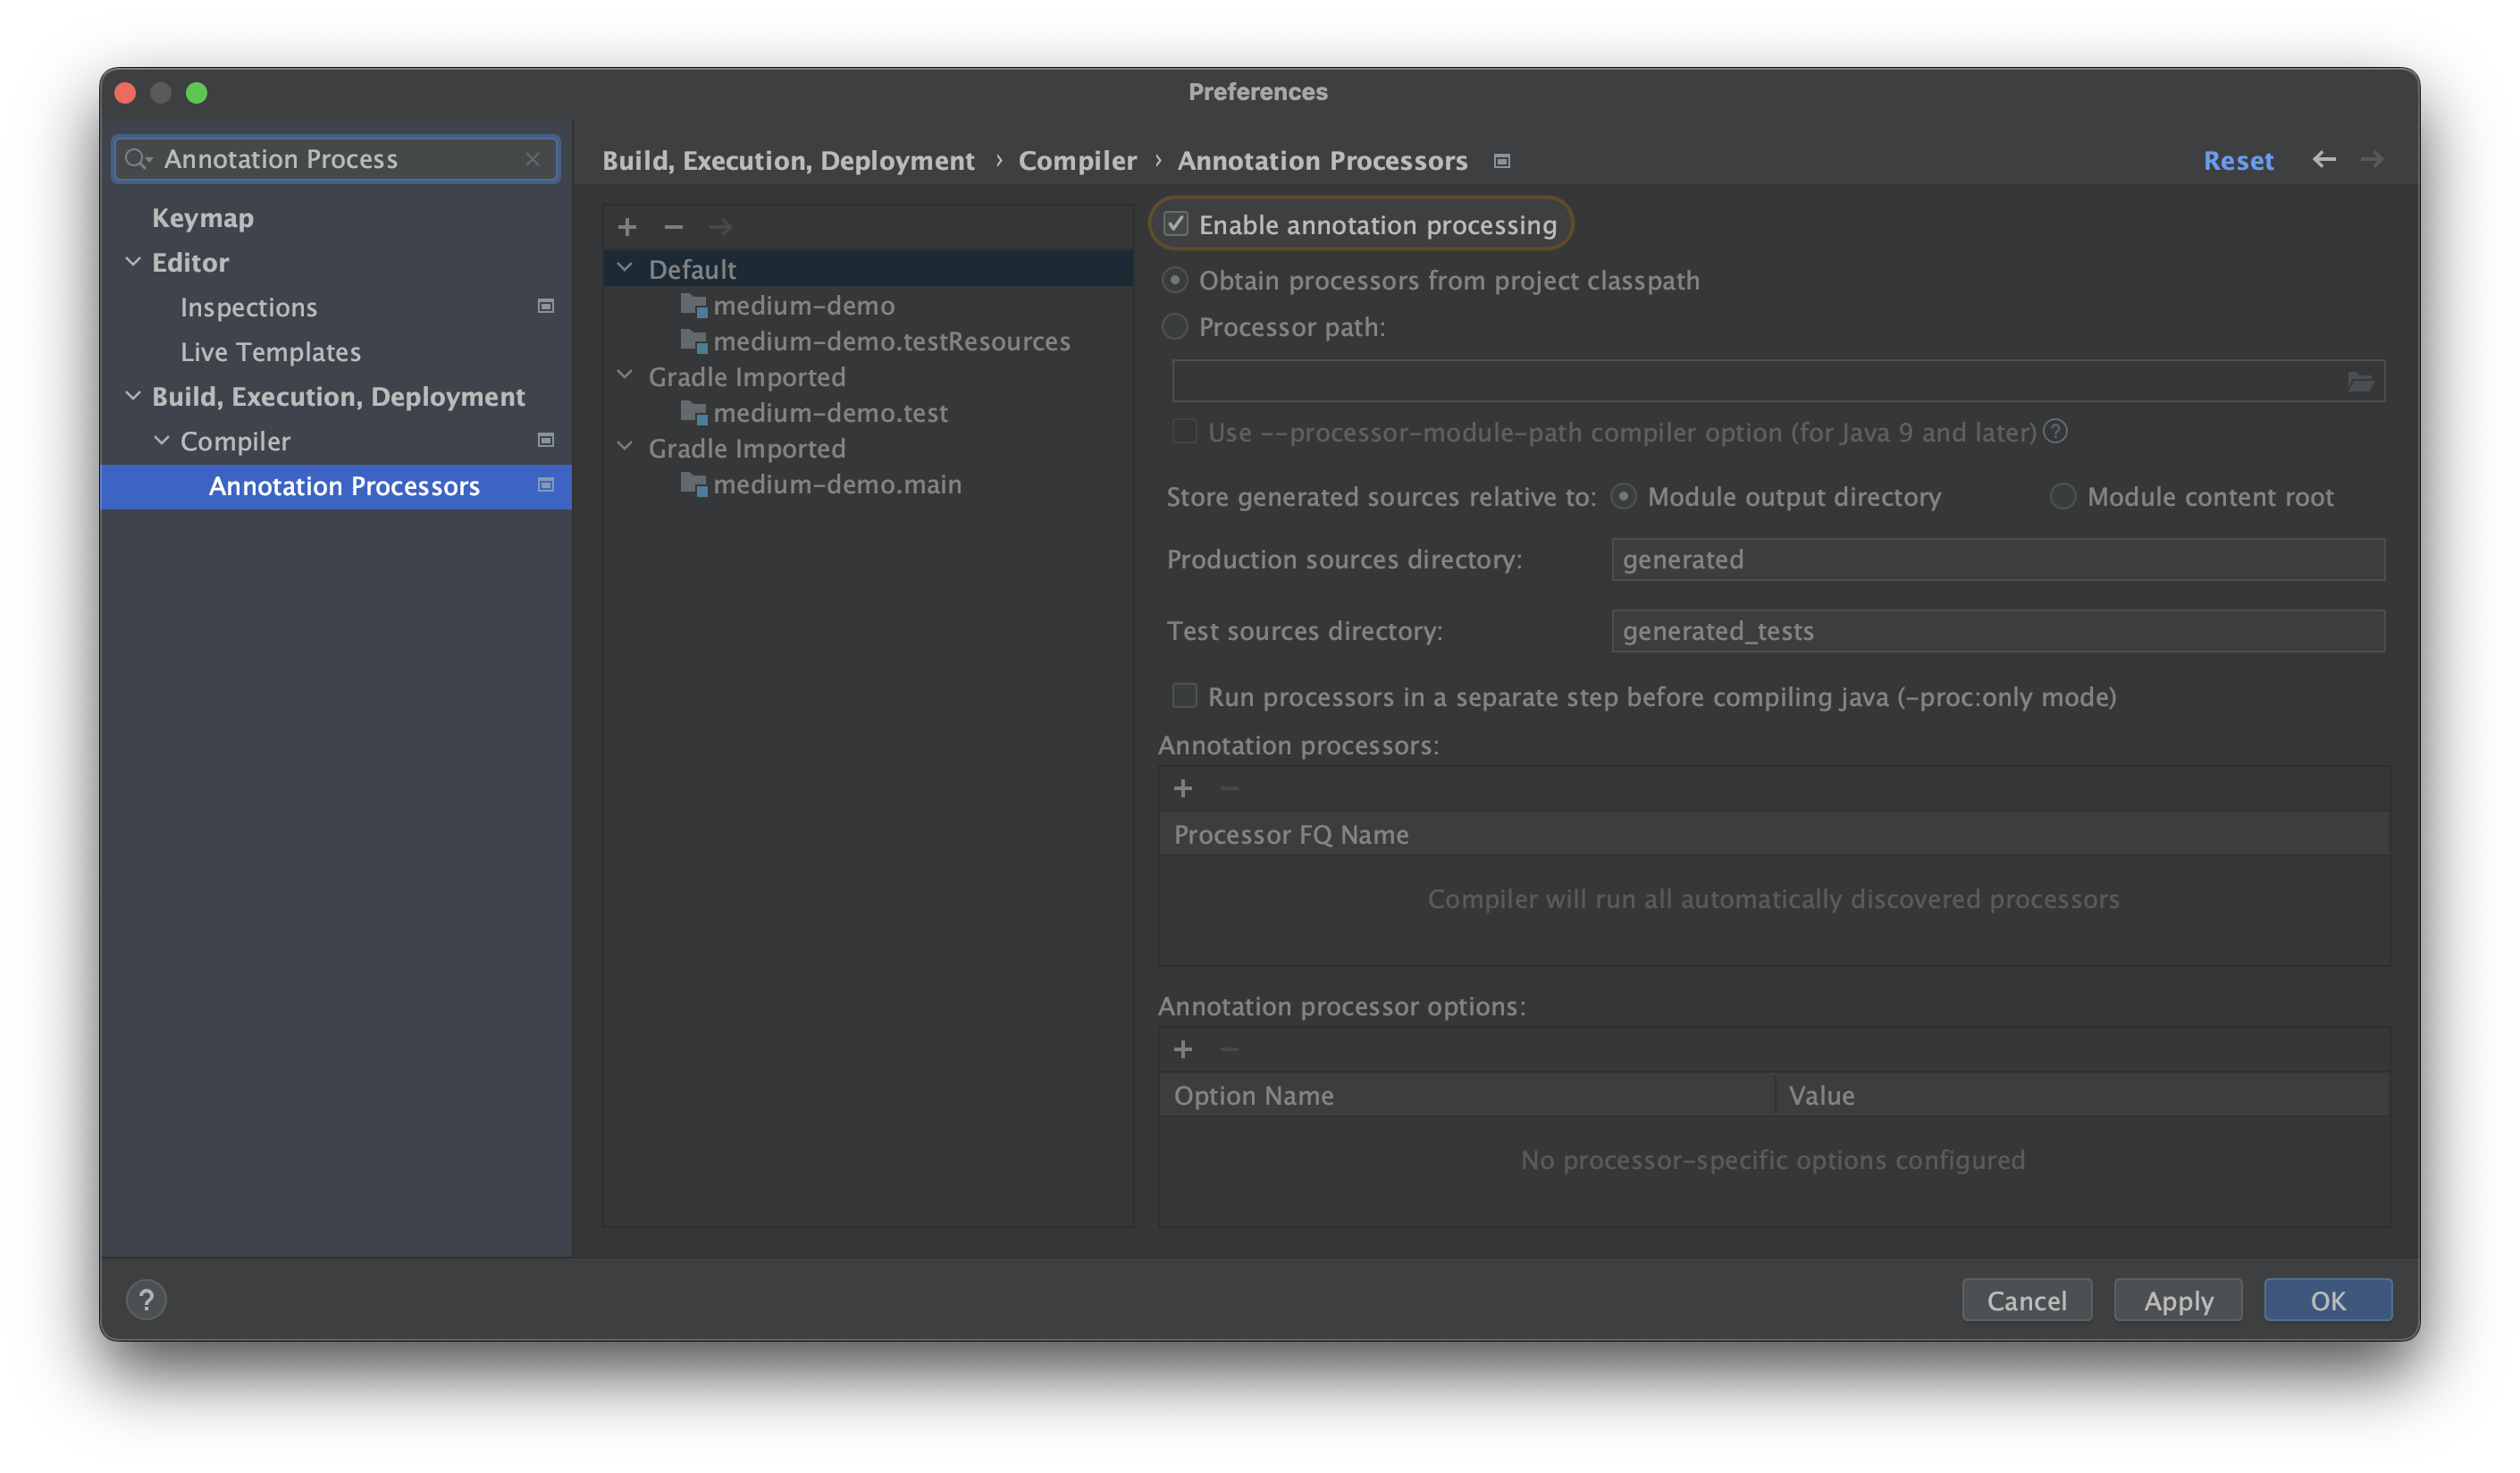 Preferences
Annotation Process
Keymap
Editor
Inspections
Live Templates
Build, Execution, Deployment
Compiler
Annotation Processors
Build, Execution, Deployment › Compiler › Annotation Processors
Reset
Default
medium-demo
medium-demo.testResources
Gradle Imported
medium-demo.test
Gradle Imported
medium-demo.main
Enable annotation processing
Obtain processors from project classpath
Processor path:
Use --processor-module-path compiler option (for Java 9 and later) ?
Store generated sources relative to: Module output directory Module content root
Production sources directory: generated
Test sources directory: generated_tests
Run processors in a separate step before compiling java (-proc:only mode)
Annotation processors:
Processor FQ Name
Compiler will run all automatically discovered processors
Annotation processor options:
Option Name Value
No processor-specific options configured
? Cancel Apply OK